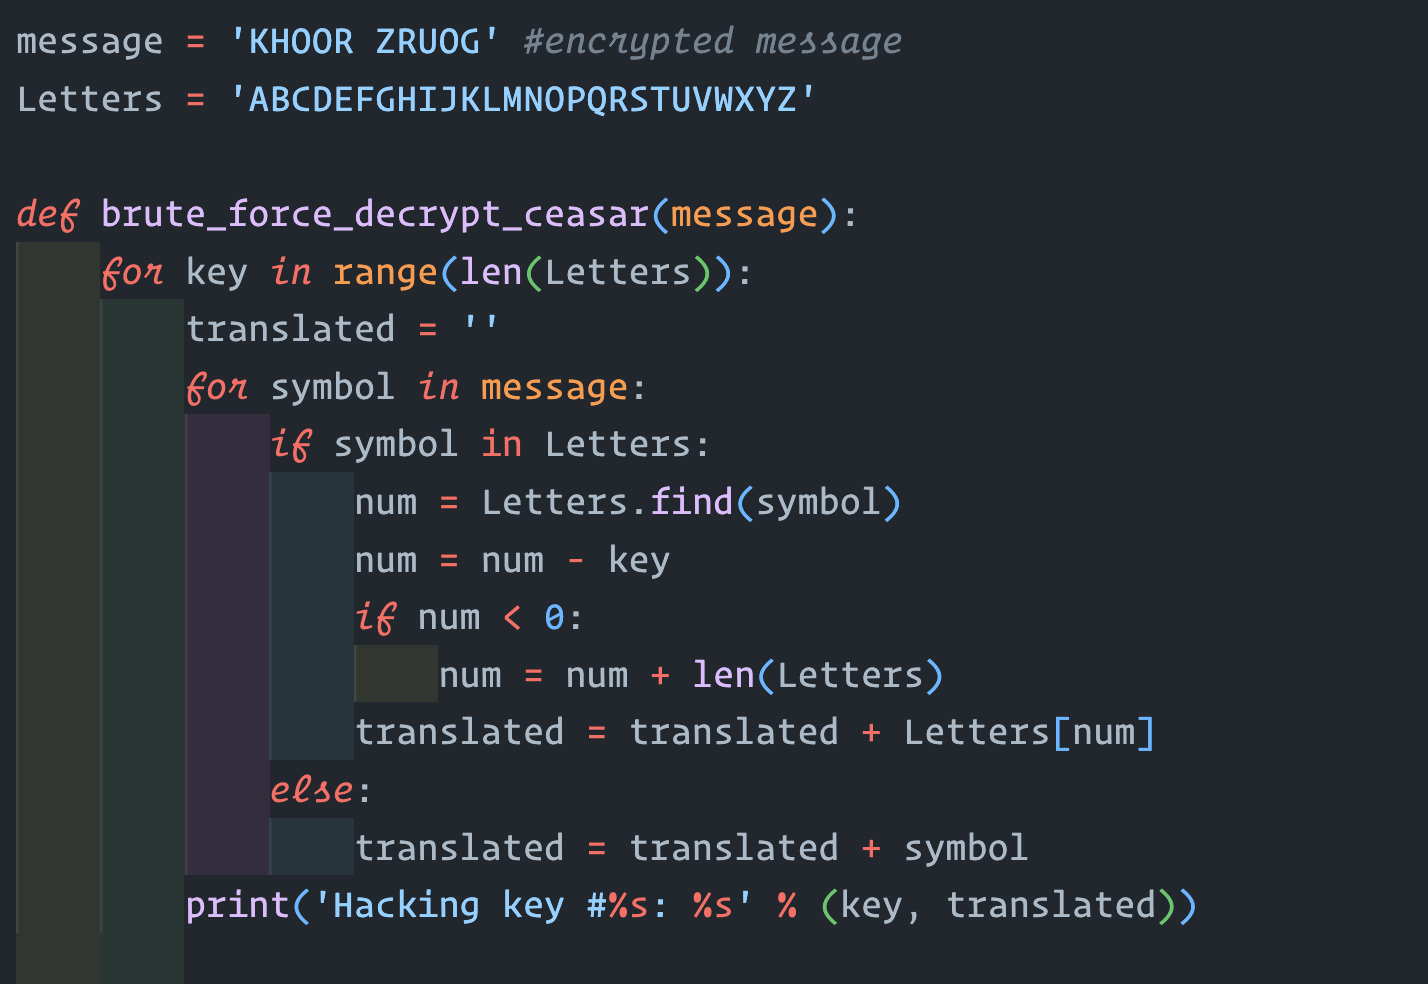 message = 'KHOOR ZRUOG' #encrypted message
Letters = 'ABCDEFGHIJKLMNOPQRSTUVWXYZ'

def brute_force_decrypt_ceasar(message):
    for key in range(len(Letters)):
        translated = ''
        for symbol in message:
            if symbol in Letters:
                num = Letters.find(symbol)
                num = num - key
                if num < 0:
                    num = num + len(Letters)
                translated = translated + Letters[num]
            else:
                translated = translated + symbol
        print('Hacking key #%s: %s' % (key, translated))